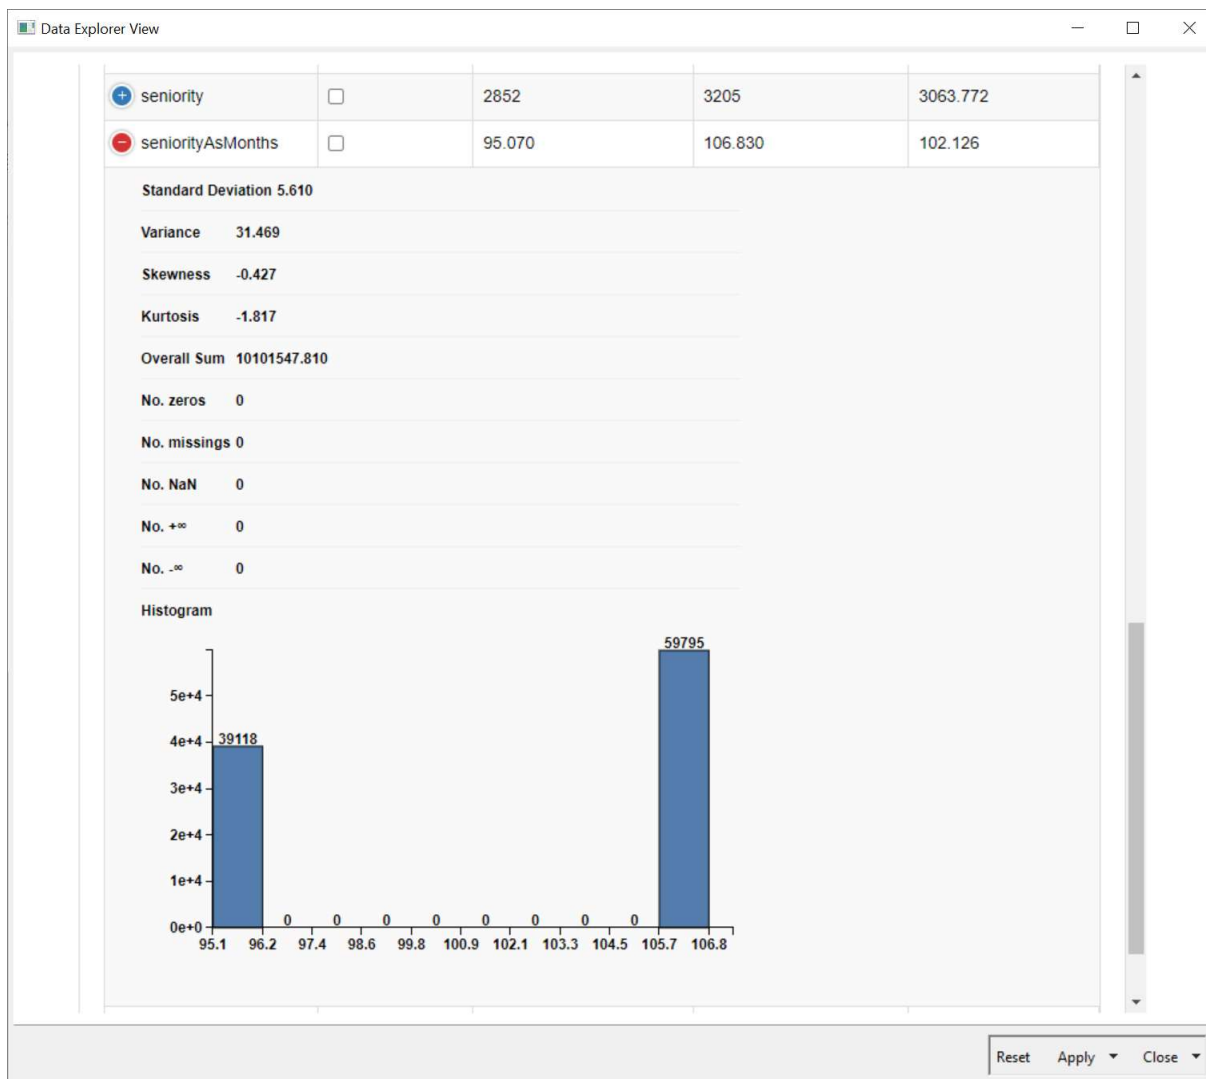 Data Explorer View
seniority 2852 3205 3063.772
seniorityAsMonths 95.070 106.830 102.126
Standard Deviation 5.610
Variance 31.469
Skewness -0.427
Kurtosis -1.817
Overall Sum 10101547.810
No. zeros 0
No. missings 0
No. NaN 0
No. +∞ 0
No. -∞ 0
Histogram
59795
5e+4
4e+4 39118
3e+4
2e+4
1e+4
0 0 0 0 0 0 0 0
0e+0
95.1 96.2 97.4 98.6 99.8 100.9 102.1 103.3 104.5 105.7 106.8
Reset Apply Close